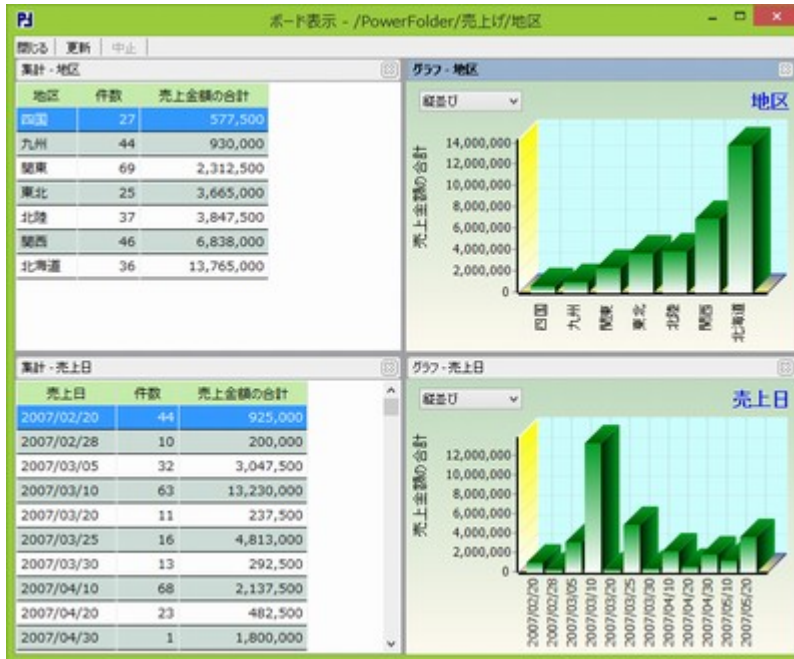 ボード表示 - /PowerFolder/売上げ/地区
閉じる 更新 中止
集計 - 地区
地区 件数 売上金額の合計
四国 27 577,500
九州 44 930,000
関東 69 2,312,500
東北 25 3,665,000
北陸 37 3,847,500
関西 46 6,838,000
北海道 36 13,765,000
グラフ - 地区
縦並び
地区
売上金額の合計
14,000,000
12,000,000
10,000,000
8,000,000
6,000,000
4,000,000
2,000,000
0
四国 九州 関東 東北 北陸 関西 北海道
集計 - 売上日
売上日 件数 売上金額の合計
2007/02/20 44 925,000
2007/02/28 10 200,000
2007/03/05 32 3,047,500
2007/03/10 63 13,230,000
2007/03/20 11 237,500
2007/03/25 16 4,813,000
2007/03/30 13 292,500
2007/04/10 68 2,137,500
2007/04/20 23 482,500
2007/04/30 1 1,800,000
グラフ - 売上日
縦並び
売上日
売上金額の合計
12,000,000
10,000,000
8,000,000
6,000,000
4,000,000
2,000,000
0
2007/02/20 2007/02/28 2007/03/05 2007/03/10 2007/03/20 2007/03/25 2007/03/30 2007/04/10 2007/04/20 2007/04/30 2007/05/10 2007/05/20